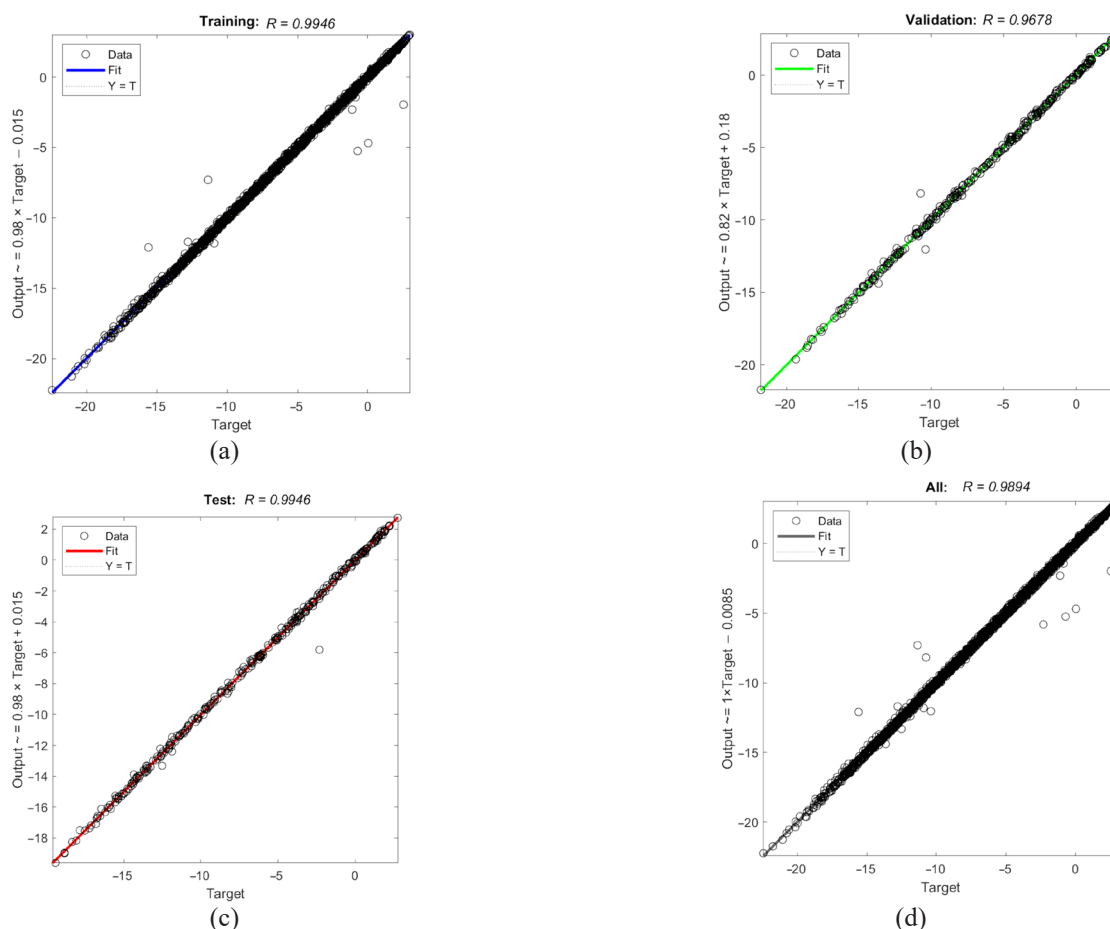 Training: R = 0.9946
Data
Fit
Y = T
Output ~ = 0.98 × Target − 0.015
0
−5
−10
−15
−20
−20 −15 −10 −5 0
Target
(a)
Validation: R = 0.9678
Data
Fit
Y = T
Output ~ = 0.82 × Target + 0.18
0
−5
−10
−15
−20
−20 −15 −10 −5 0
Target
(b)
Test: R = 0.9946
Data
Fit
Y = T
Output ~ = 0.98 × Target + 0.015
2
0
−2
−4
−6
−8
−10
−12
−14
−16
−18
−15 −10 −5 0
Target
(c)
All: R = 0.9894
Data
Fit
Y = T
Output ~= 1×Target − 0.0085
0
−5
−10
−15
−20
−20 −15 −10 −5 0
Target
(d)